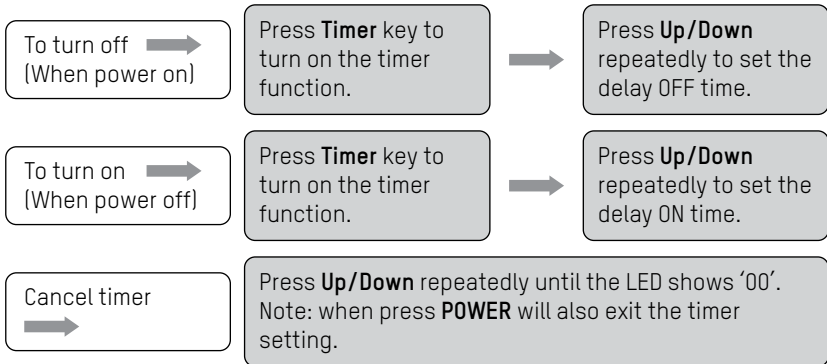 To turn off
(When power on)
Press Timer key to
turn on the timer
function.
Press Up/Down
repeatedly to set the
delay OFF time.
To turn on
(When power off)
Press Timer key to
turn on the timer
function.
Press Up/Down
repeatedly to set the
delay ON time.
Cancel timer
Press Up/Down repeatedly until the LED shows ‘00’.
Note: when press POWER will also exit the timer
setting.